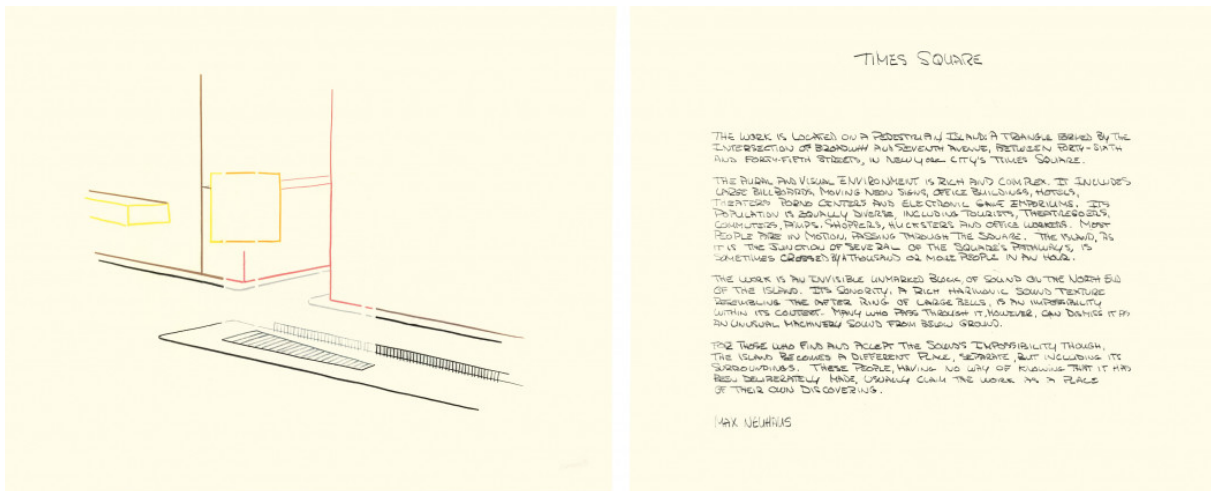 TIMES SQUARE
THE WORK IS LOCATED ON A PEDESTRIAN ISLAND: A TRIANGLE FORMED BY THE
INTERSECTION OF BROADWAY AND SEVENTH AVENUE, BETWEEN FORTY-SIXTH
AND FORTY-FIFTH STREETS, IN NEW YORK CITY'S TIMES SQUARE.
THE AURAL AND VISUAL ENVIRONMENT IS RICH AND COMPLEX. IT INCLUDES
LARGE BILLBOARDS, MOVING NEON SIGNS, OFFICE BUILDINGS, HOTELS,
THEATERS, PORNO CENTERS AND ELECTRONIC GAME EMPORIUMS. ITS
POPULATION IS EQUALLY DIVERSE, INCLUDING TOURISTS, THEATREGOERS,
COMMUTERS, PIMPS, SHOPPERS, HUCKSTERS AND OFFICE WORKERS. MOST
PEOPLE ARE IN MOTION, PASSING THROUGH THE SQUARE. THE ISLAND, AS
IT IS THE JUNCTION OF SEVERAL OF THE SQUARE'S PATHWAYS, IS
SOMETIMES CROSSED BY A THOUSAND OR MORE PEOPLE IN AN HOUR.
THE WORK IS AN INVISIBLE UNMARKED BLOCK OF SOUND ON THE NORTH END
OF THE ISLAND. ITS SONORITY, A RICH HARMONIC SOUND TEXTURE
RESEMBLING THE AFTER RING OF LARGE BELLS, IS AN IMPOSSIBILITY
WITHIN ITS CONTEXT. MANY WHO PASS THROUGH IT, HOWEVER, CAN DISMISS IT AS
AN UNUSUAL MACHINERY SOUND FROM BELOW GROUND.
FOR THOSE WHO FIND AND ACCEPT THE SOUND'S IMPOSSIBILITY THOUGH,
THE ISLAND BECOMES A DIFFERENT PLACE, SEPARATE, BUT INCLUDING ITS
SURROUNDINGS. THESE PEOPLE, HAVING NO WAY OF KNOWING THAT IT HAS
BEEN DELIBERATELY MADE, USUALLY CLAIM THE WORK AS A PLACE
OF THEIR OWN DISCOVERING.
MAX NEUHAUS